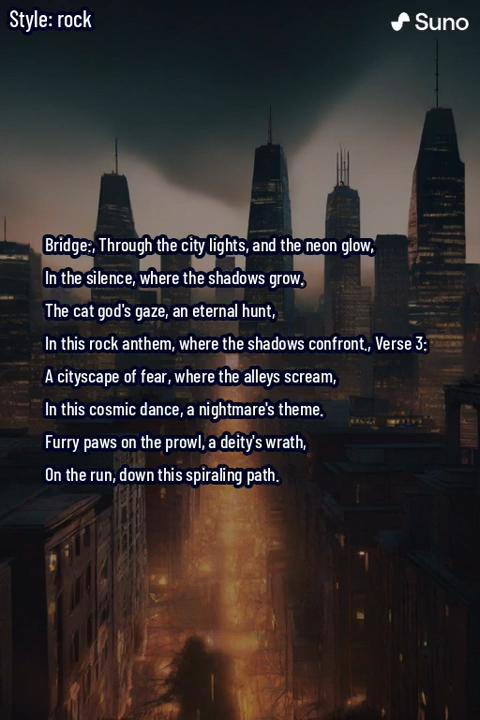 Style: rock
Suno
Bridge:, Through the city lights, and the neon glow,
In the silence, where the shadows grow.
The cat god's gaze, an eternal hunt,
In this rock anthem, where the shadows confront., Verse 3:
A cityscape of fear, where the alleys scream,
In this cosmic dance, a nightmare's theme.
Furry paws on the prowl, a deity's wrath,
On the run, down this spiraling path.